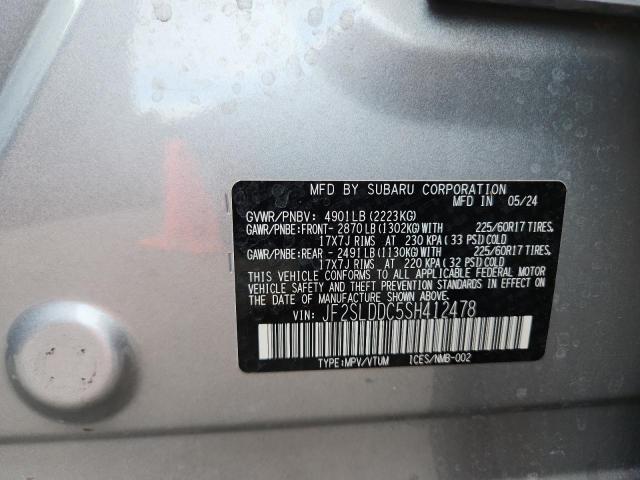 MFD BY SUBARU CORPORATION
MFD IN 05/24
GVWR/PNBV: 4901LB(2223KG)
GAWR/PNBE:FRONT- 2870LB(1302KG)WITH 225/60R17 TIRES.
17X7J RIMS AT 230 KPA(33 PSI)COLD
GAWR/PNBE:REAR - 2491LB(1130KG)WITH 225/60R17 TIRES.
17X7J RIMS AT 220 KPA(32 PSI)COLD
THIS VEHICLE CONFORMS TO ALL APPLICABLE FEDERAL MOTOR
VEHICLE SAFETY AND THEFT PREVENTION STANDARDS IN EFFECT
ON THE DATE OF MANUFACTURE SHOWN ABOVE.
VIN: JF2SLDDC5SH412478
TYPE:MPV/VTUM ICES/NMB-002